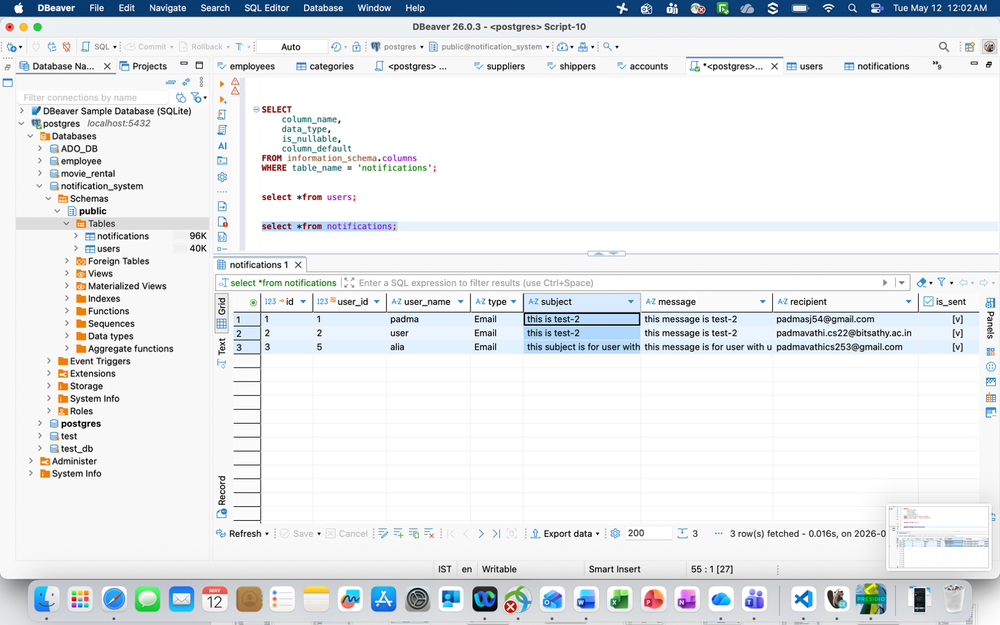 DBeaver File Edit Navigate Search SQL Editor Database Window Help Tue May 12 12:02 AM
DBeaver 26.0.3 - <postgres> Script-10
SQL Commit Rollback T Auto postgres public@notification_system
Database Na... Projects
employees categories <postgres> ... suppliers shippers accounts *<postgres>... users notifications »9
Filter connections by name
DBeaver Sample Database (SQLite)
postgres localhost:5432
Databases
ADO_DB
employee
movie_rental
notification_system
Schemas
public
Tables
notifications 96K
users 40K
Foreign Tables
Views
Materialized Views
Indexes
Functions
Sequences
Data types
Aggregate functions
Event Triggers
Extensions
Storage
System Info
Roles
postgres
test
test_db
Administer
System Info
AI
SELECT
column_name,
data_type,
is_nullable,
column_default
FROM information_schema.columns
WHERE table_name = 'notifications';
select *from users;
select *from notifications;
notifications 1
select *from notifications Enter a SQL expression to filter results (use Ctrl+Space)
Grid
Text
Record
Panels
123 id 123 user_id A-Z user_name A-Z type A-Z subject A-Z message A-Z recipient is_sent
1 1 1 padma Email this is test-2 this message is test-2 padmasj54@gmail.com [v]
2 2 2 user Email this is test-2 this message is test-2 padmavathi.cs22@bitsathy.ac.in [v]
3 3 5 alia Email this subject is for user with this message is for user with u padmavathics253@gmail.com [v]
Refresh Save Cancel Export data 200 3 ... 3 row(s) fetched - 0.016s, on 2026-0
IST en Writable Smart Insert 55 : 1 [27]
MAY
12
PRESIDIO